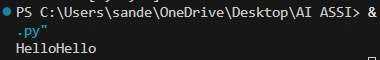 PS C:\Users\sande\OneDrive\Desktop\AI ASSI> &
.py"
HelloHello